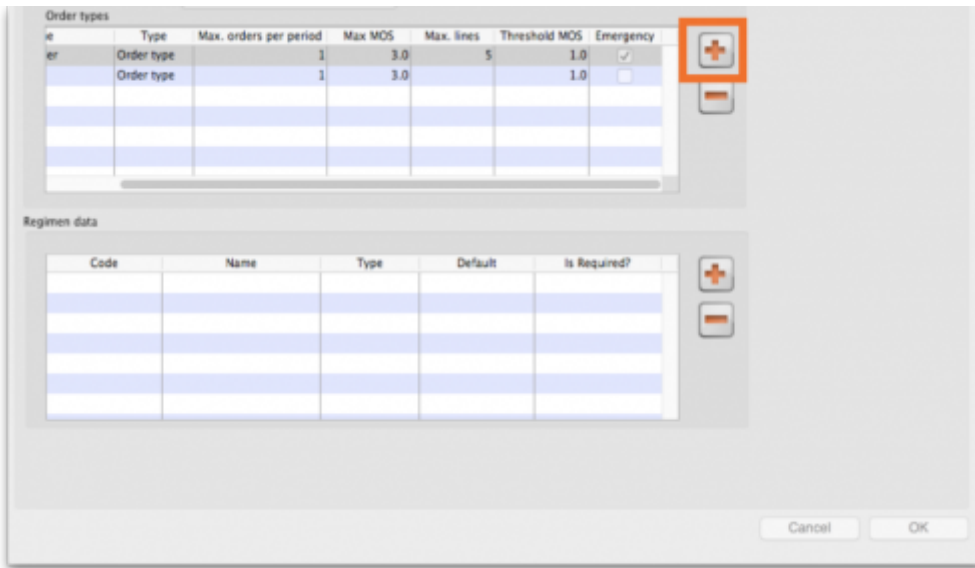 Order types
e Type Max. orders per period Max MOS Max. lines Threshold MOS Emergency
er Order type 1 3.0 5 1.0
Order type 1 3.0 1.0
Regimen data
Code Name Type Default Is Required?
Cancel OK